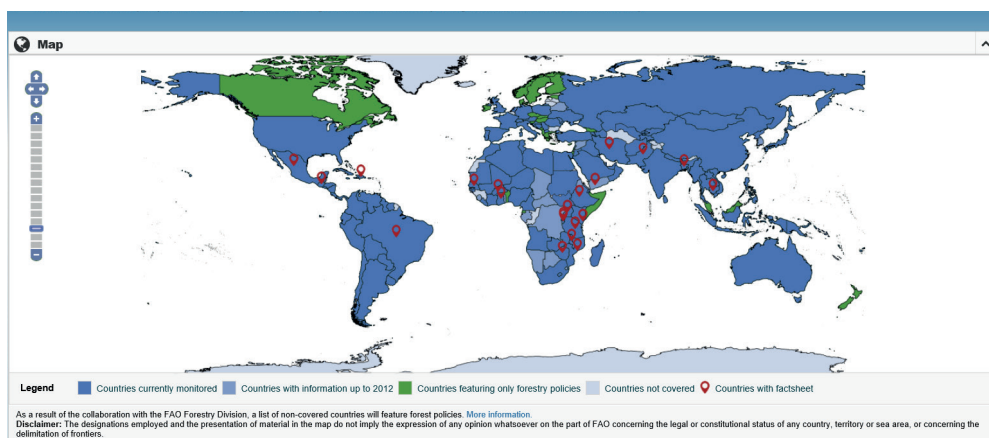 Map
Legend
Countries currently monitored
Countries with information up to 2012
Countries featuring only forestry policies
Countries not covered
Countries with factsheet
As a result of the collaboration with the FAO Forestry Division, a list of non-covered countries will feature forest policies. More information.
Disclaimer: The designations employed and the presentation of material in the map do not imply the expression of any opinion whatsoever on the part of FAO concerning the legal or constitutional status of any country, territory or sea area, or concerning the
delimitation of frontiers.